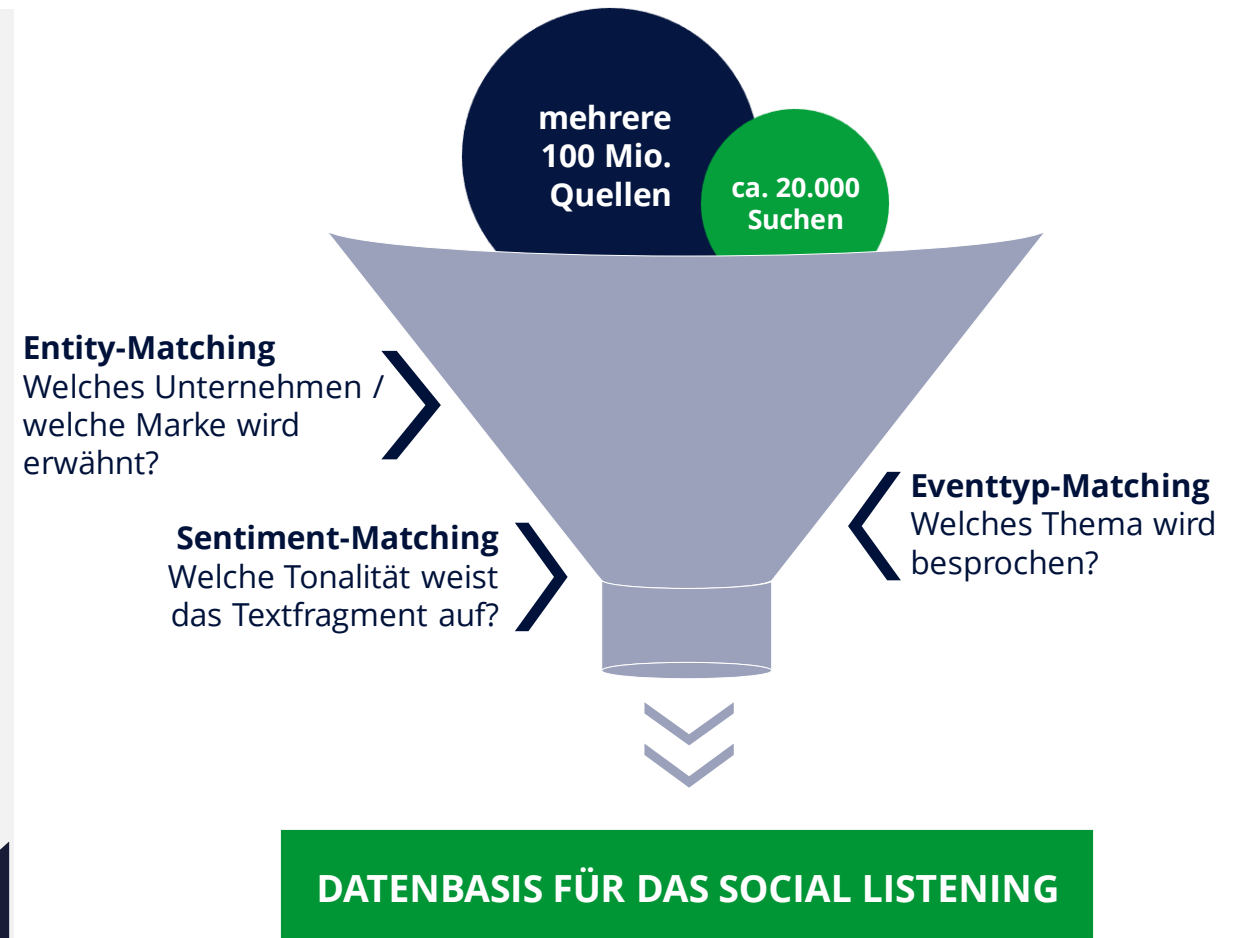 mehrere
100 Mio.
Quellen
ca. 20.000
Suchen
Entity-Matching
Welches Unternehmen /
welche Marke wird
erwähnt?
Eventtyp-Matching
Welches Thema wird
besprochen?
Sentiment-Matching
Welche Tonalität weist
das Textfragment auf?
DATENBASIS FÜR DAS SOCIAL LISTENING